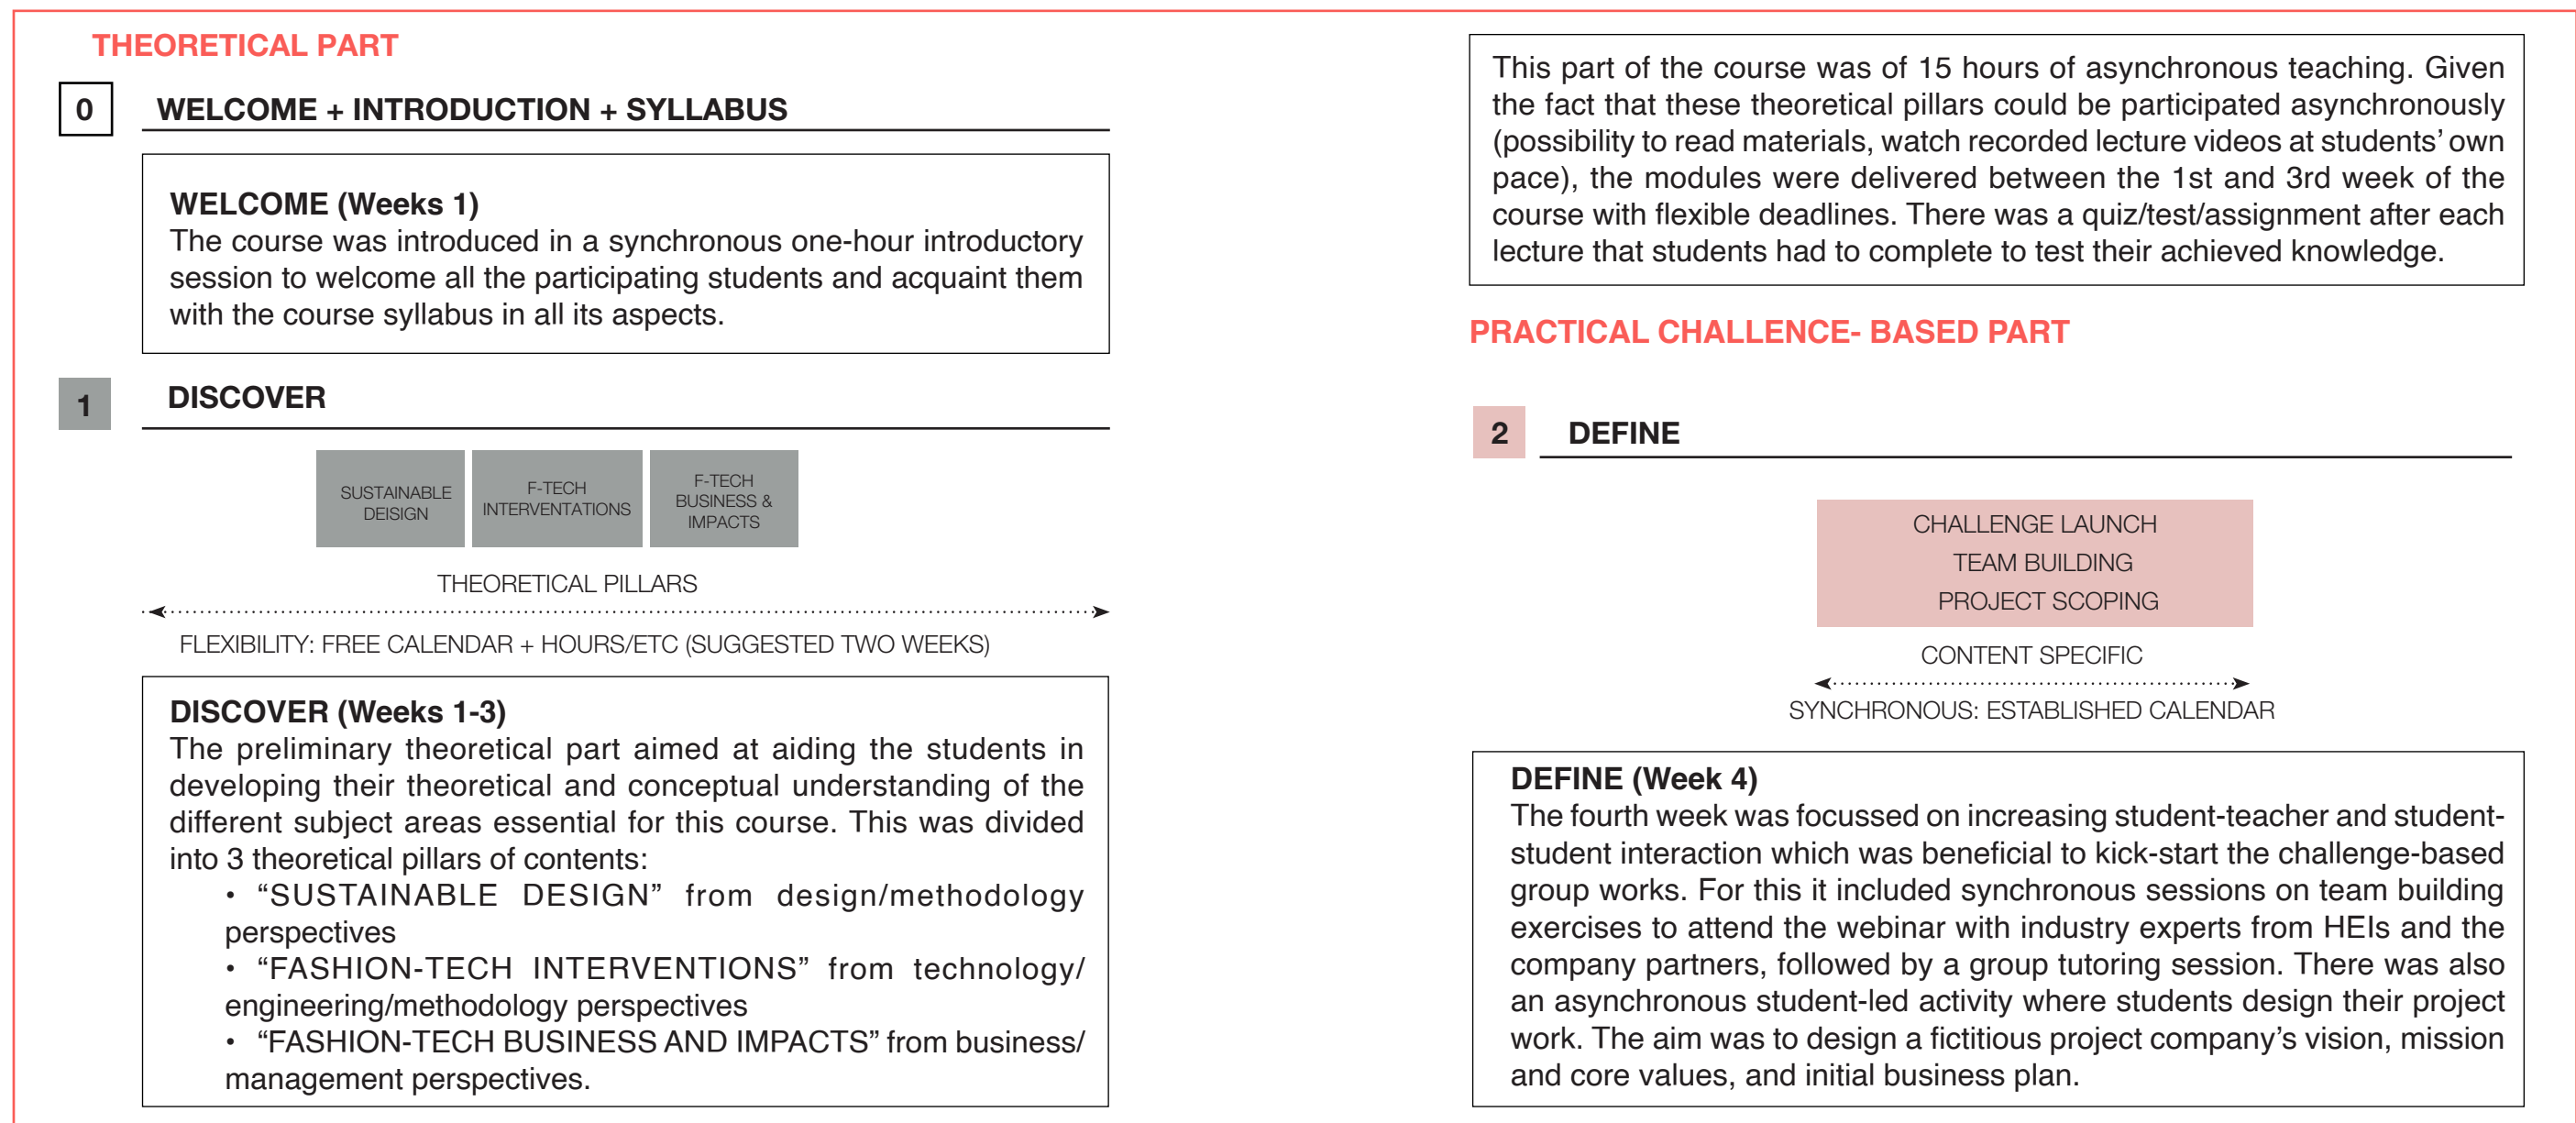 THEORETICAL PART
0
WELCOME + INTRODUCTION + SYLLABUS
WELCOME (Weeks 1)
The course was introduced in a synchronous one-hour introductory
session to welcome all the participating students and acquaint them
with the course syllabus in all its aspects.
1
DISCOVER
SUSTAINABLE
DEISIGN
F-TECH
INTERVENTATIONS
F-TECH
BUSINESS &
IMPACTS
THEORETICAL PILLARS
FLEXIBILITY: FREE CALENDAR + HOURS/ETC (SUGGESTED TWO WEEKS)
DISCOVER (Weeks 1-3)
The preliminary theoretical part aimed at aiding the students in
developing their theoretical and conceptual understanding of the
different subject areas essential for this course. This was divided
into 3 theoretical pillars of contents:
• “SUSTAINABLE DESIGN” from design/methodology
perspectives
• “FASHION-TECH INTERVENTIONS” from technology/
engineering/methodology perspectives
• “FASHION-TECH BUSINESS AND IMPACTS” from business/
management perspectives.
This part of the course was of 15 hours of asynchronous teaching. Given
the fact that these theoretical pillars could be participated asynchronously
(possibility to read materials, watch recorded lecture videos at students’ own
pace), the modules were delivered between the 1st and 3rd week of the
course with flexible deadlines. There was a quiz/test/assignment after each
lecture that students had to complete to test their achieved knowledge.
PRACTICAL CHALLENCE- BASED PART
2
DEFINE
CHALLENGE LAUNCH
TEAM BUILDING
PROJECT SCOPING
CONTENT SPECIFIC
SYNCHRONOUS: ESTABLISHED CALENDAR
DEFINE (Week 4)
The fourth week was focussed on increasing student-teacher and student-
student interaction which was beneficial to kick-start the challenge-based
group works. For this it included synchronous sessions on team building
exercises to attend the webinar with industry experts from HEIs and the
company partners, followed by a group tutoring session. There was also
an asynchronous student-led activity where students design their project
work. The aim was to design a fictitious project company’s vision, mission
and core values, and initial business plan.